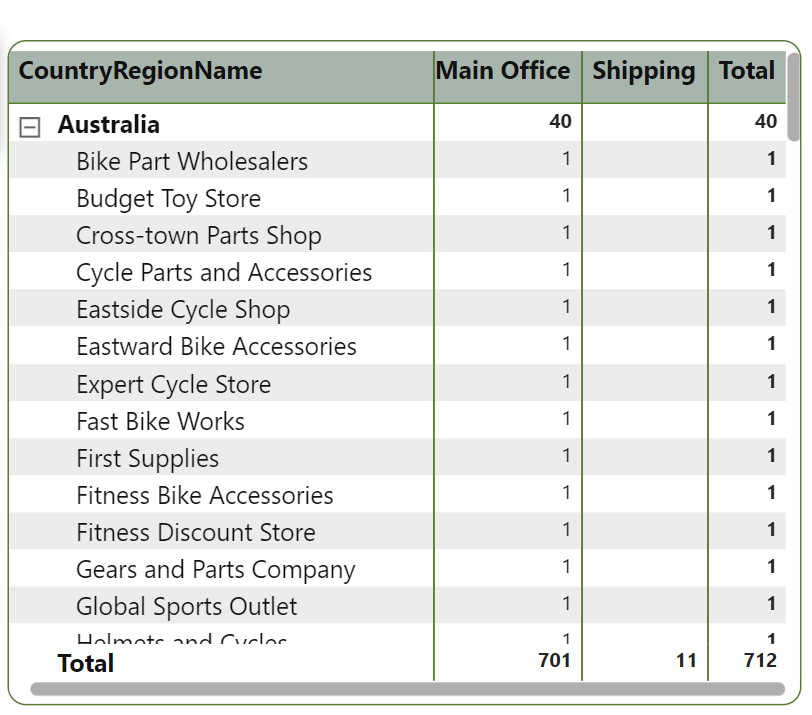 CountryRegionName Main Office Shipping Total
Australia 40 40
Bike Part Wholesalers 1 1
Budget Toy Store 1 1
Cross-town Parts Shop 1 1
Cycle Parts and Accessories 1 1
Eastside Cycle Shop 1 1
Eastward Bike Accessories 1 1
Expert Cycle Store 1 1
Fast Bike Works 1 1
First Supplies 1 1
Fitness Bike Accessories 1 1
Fitness Discount Store 1 1
Gears and Parts Company 1 1
Global Sports Outlet 1 1
Helmets and Cycles 1 1
Total 701 11 712